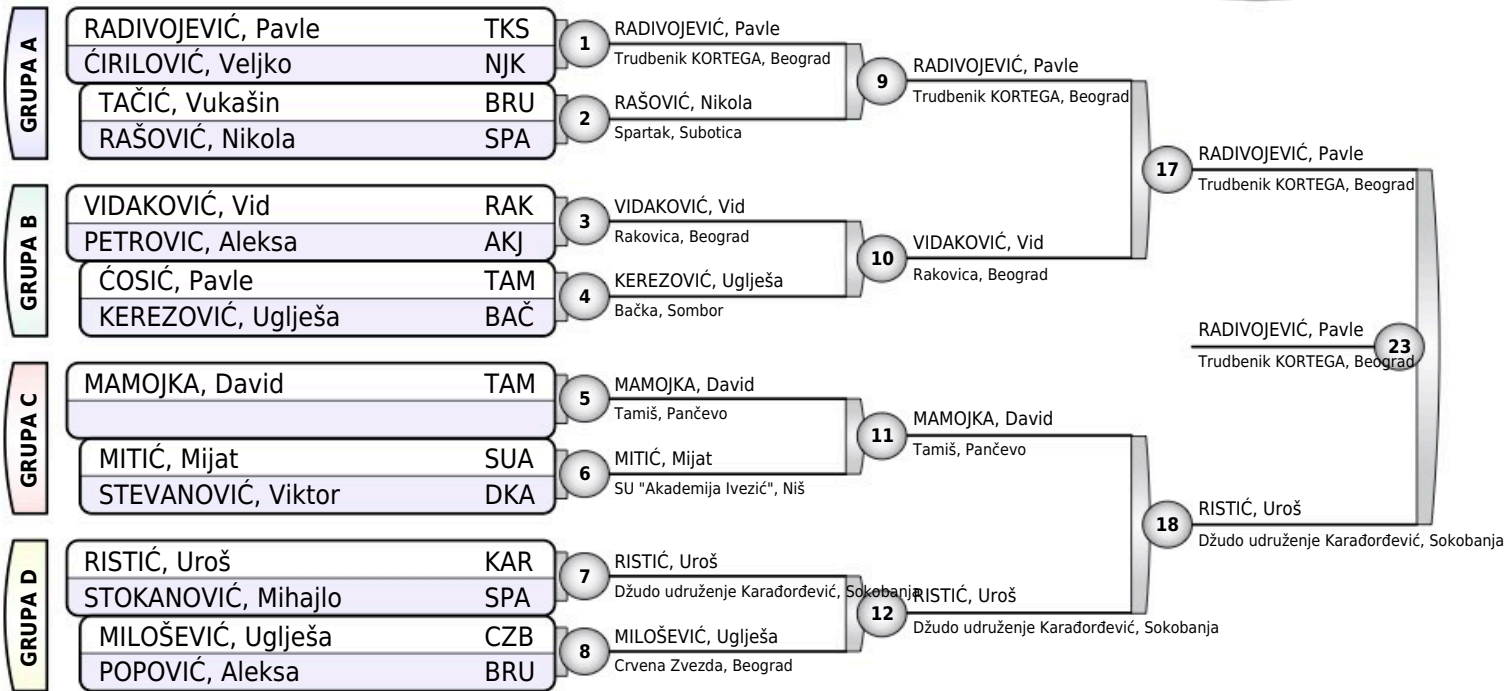 GRUPA A
RADIVOJEVIĆ, Pavle TKS
ĆIRILOVIĆ, Veljko NJK
TAČIĆ, Vukašin BRU
RAŠOVIĆ, Nikola SPA
GRUPA B
VIDAKOVIĆ, Vid RAK
PETROVIC, Aleksa AKJ
ĆOSIĆ, Pavle TAM
KEREZOVIĆ, Uglješa BAČ
GRUPA C
MAMOJKA, David TAM
MITIĆ, Mijat SUA
STEVANOVIĆ, Viktor DKA
GRUPA D
RISTIĆ, Uroš KAR
STOKANOVIĆ, Mihajlo SPA
MILOŠEVIĆ, Uglješa CZB
POPOVIĆ, Aleksa BRU
1
RADIVOJEVIĆ, Pavle
Trudbenik KORTEGA, Beograd
2
RAŠOVIĆ, Nikola
Spartak, Subotica
3
VIDAKOVIĆ, Vid
Rakovica, Beograd
4
KEREZOVIĆ, Uglješa
Bačka, Sombor
5
MAMOJKA, David
Tamiš, Pančevo
6
MITIĆ, Mijat
SU "Akademija Ivezić", Niš
7
RISTIĆ, Uroš
Džudo udruženje Karađorđević, Sokobanja
8
MILOŠEVIĆ, Uglješa
Crvena Zvezda, Beograd
9
RADIVOJEVIĆ, Pavle
Trudbenik KORTEGA, Beograd
10
VIDAKOVIĆ, Vid
Rakovica, Beograd
11
MAMOJKA, David
Tamiš, Pančevo
12
RISTIĆ, Uroš
Džudo udruženje Karađorđević, Sokobanja
17
RADIVOJEVIĆ, Pavle
Trudbenik KORTEGA, Beograd
18
RISTIĆ, Uroš
Džudo udruženje Karađorđević, Sokobanja
RADIVOJEVIĆ, Pavle
23
Trudbenik KORTEGA, Beograd